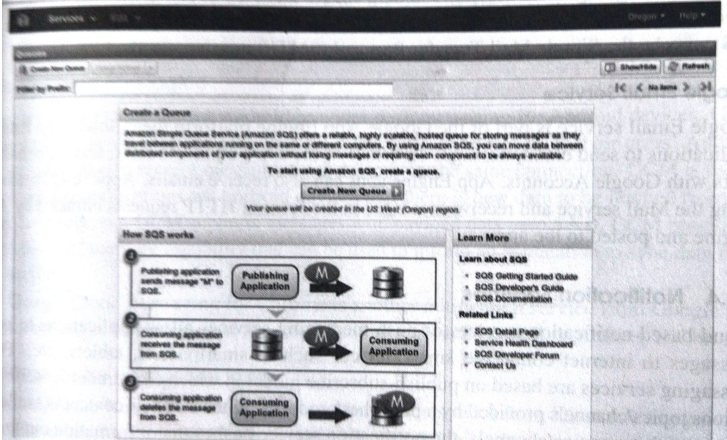 Services SQS Oregon Help
Queues
Create New Queue
Show/Hide Refresh
Filter by Prefix:
No Items
Create a Queue
Amazon Simple Queue Service (Amazon SQS) offers a reliable, highly scalable, hosted queue for storing messages as they
travel between applications running on the same or different computers. By using Amazon SQS, you can move data between
distributed components of your application without losing messages or requiring each component to be always available.
To start using Amazon SQS, create a queue.
Create New Queue
Your queue will be created in the US West (Oregon) region.
How SQS works
1
Publishing application
sends message "M" to
SQS.
Publishing
Application
M
2
Consuming application
receives the message
from SQS.
M
Consuming
Application
3
Consuming application
deletes the message
from SQS.
Consuming
Application
M
Learn More
Learn about SQS
SQS Getting Started Guide
SQS Developer's Guide
SQS Documentation
Related Links
SQS Detail Page
Service Health Dashboard
SQS Developer Forum
Contact Us